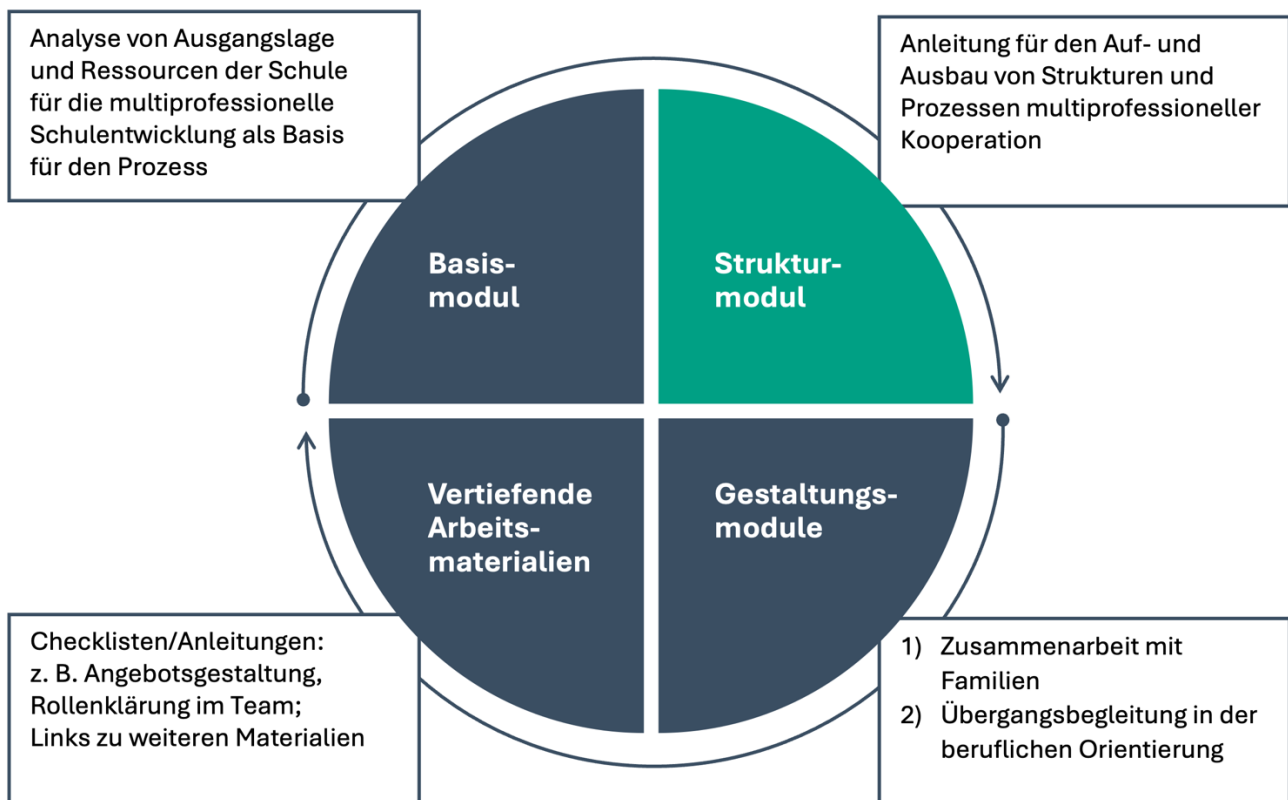 Analyse von Ausgangslage
und Ressourcen der Schule
für die multiprofessionelle
Schulentwicklung als Basis
für den Prozess
Anleitung für den Auf- und
Ausbau von Strukturen und
Prozessen multiprofessioneller
Kooperation
Basis-
modul
Struktur-
modul
Vertiefende
Arbeits-
materialien
Gestaltungs-
module
Checklisten/Anleitungen:
z. B. Angebotsgestaltung,
Rollenklärung im Team;
Links zu weiteren Materialien
1) Zusammenarbeit mit
Familien
2) Übergangsbegleitung in der
beruflichen Orientierung